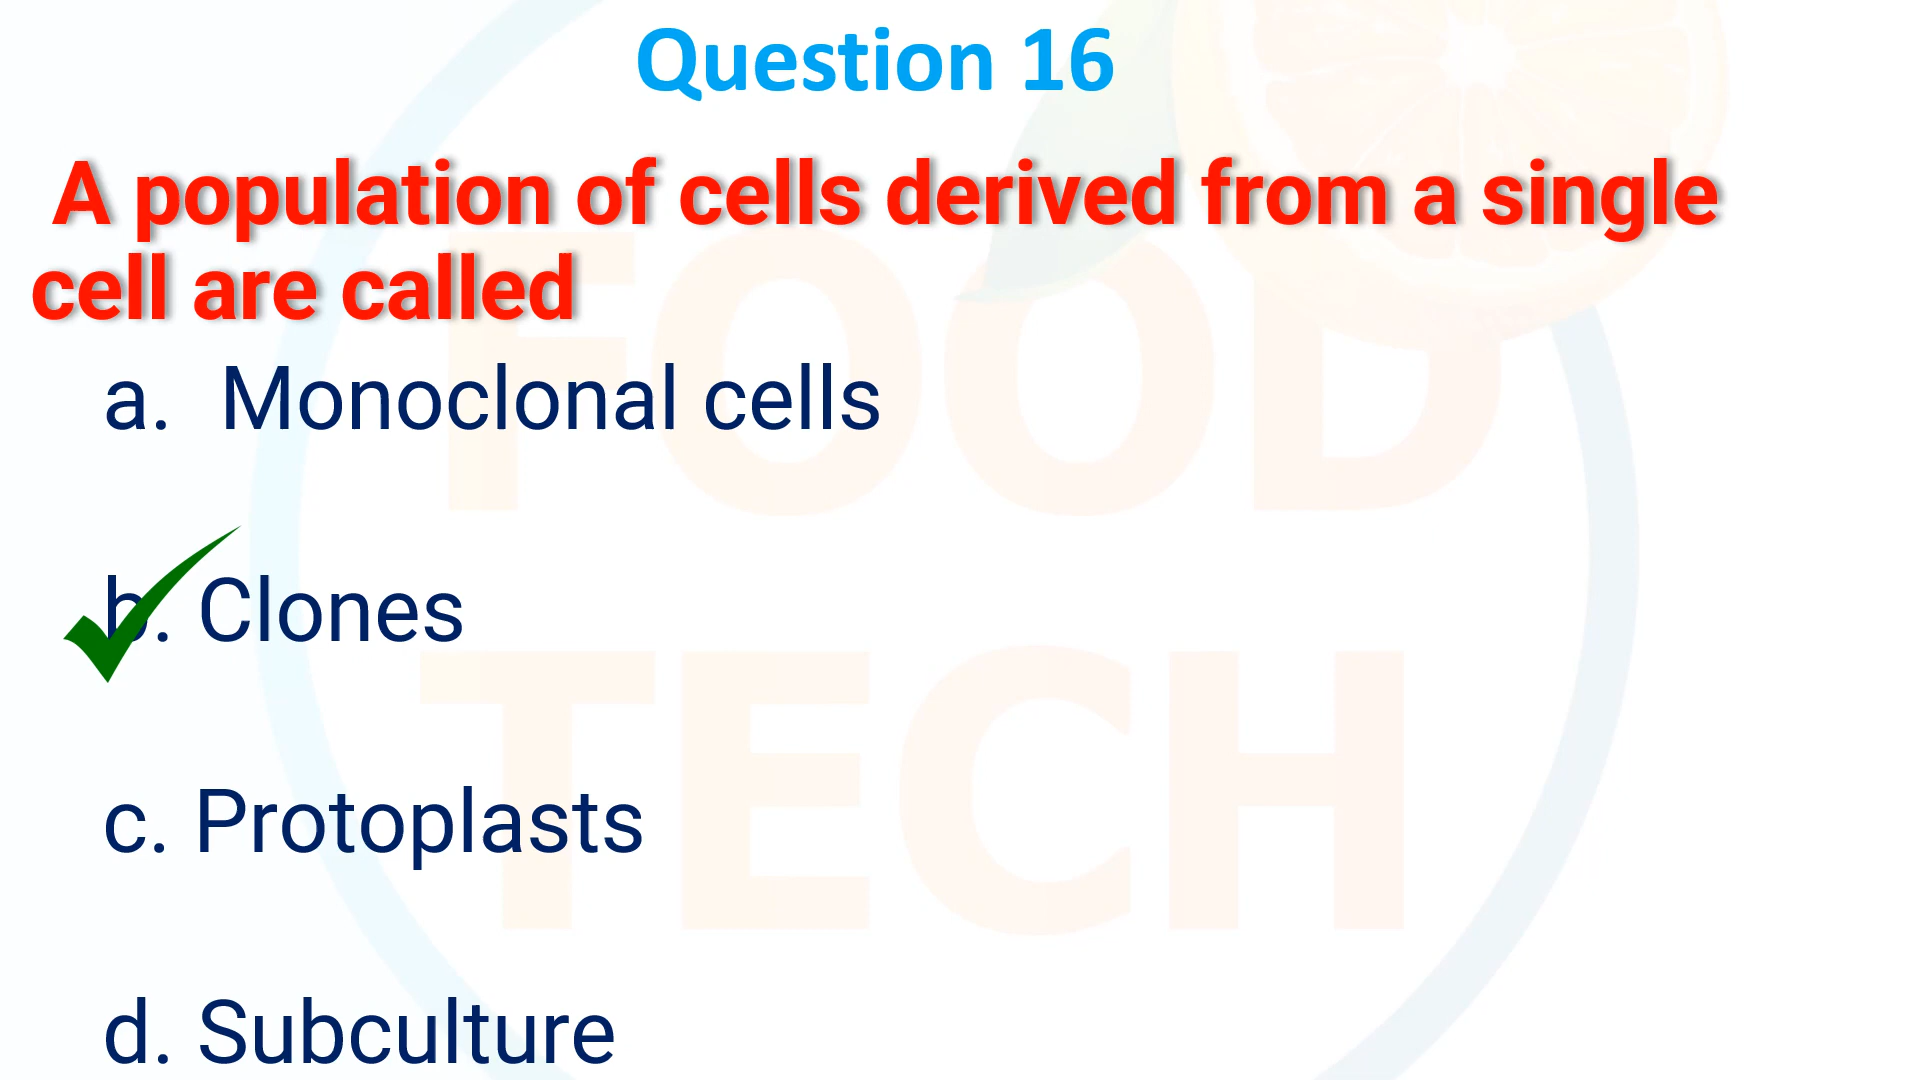 Question 16
A population of cells derived from a single
cell are called
a. Monoclonal cells
b. Clones
c. Protoplasts
d. Subculture
FOOD
TECH